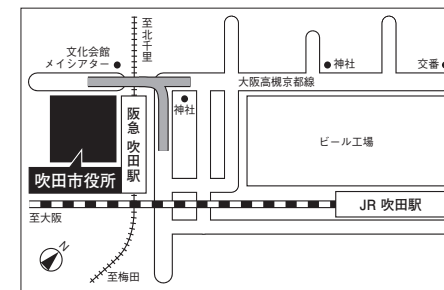 至北千里
文化会館
メイシアター
神社
交番
大阪高槻京都線
神社
阪急 吹田駅
ビール工場
吹田市役所
JR 吹田駅
至大阪
N
至梅田